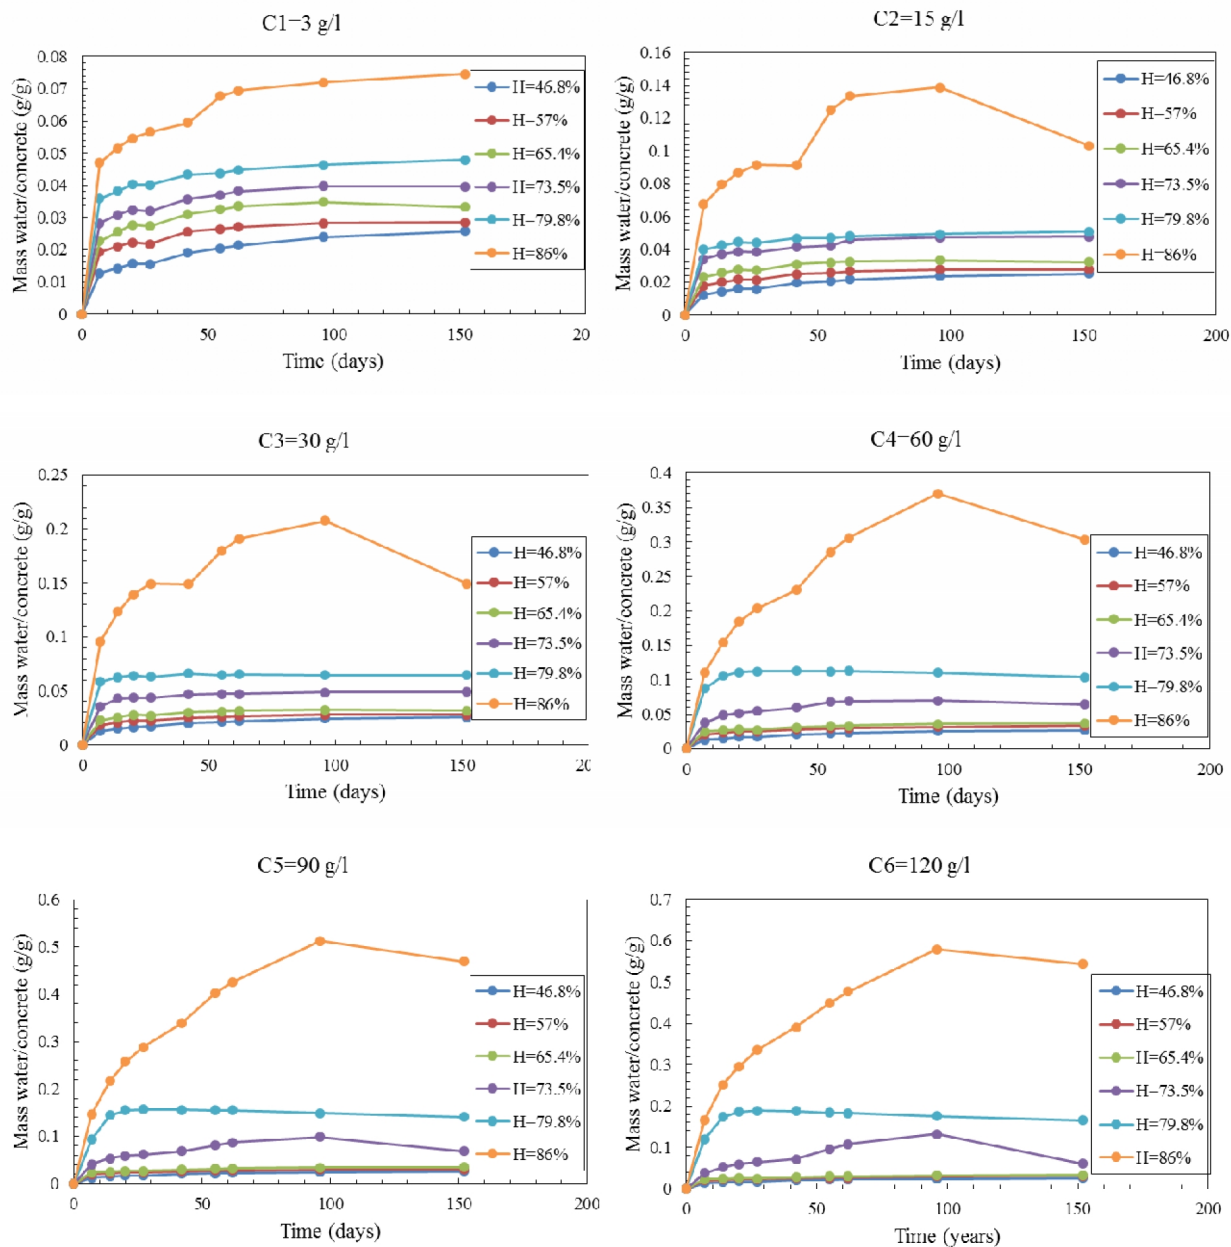 C1=3 g/l
Mass water/concrete (g/g)
0.08
0.07
0.06
0.05
0.04
0.03
0.02
0.01
0
0
50
100
150
20
Time (days)
H=46.8%
H=57%
H=65.4%
H=73.5%
H=79.8%
H=86%
C2=15 g/l
Mass water/concrete (g/g)
0.16
0.14
0.12
0.1
0.08
0.06
0.04
0.02
0
0
50
100
150
200
Time (days)
H=46.8%
H=57%
H=65.4%
H=73.5%
H=79.8%
H=86%
C3=30 g/l
Mass water/concrete (g/g)
0.25
0.2
0.15
0.1
0.05
0
0
50
100
150
20
Time (days)
H=46.8%
H=57%
H=65.4%
H=73.5%
H=79.8%
H=86%
C4=60 g/l
Mass water/concrete (g/g)
0.4
0.35
0.3
0.25
0.2
0.15
0.1
0.05
0
0
50
100
150
200
Time (days)
H=46.8%
H=57%
H=65.4%
H=73.5%
H=79.8%
H=86%
C5=90 g/l
Mass water/concrete (g/g)
0.6
0.5
0.4
0.3
0.2
0.1
0
0
50
100
150
200
Time (days)
H=46.8%
H=57%
H=65.4%
H=73.5%
H=79.8%
H=86%
C6=120 g/l
Mass water/concrete (g/g)
0.7
0.6
0.5
0.4
0.3
0.2
0.1
0
0
50
100
150
200
Time (years)
H=46.8%
H=57%
H=65.4%
H=73.5%
H=79.8%
H=86%